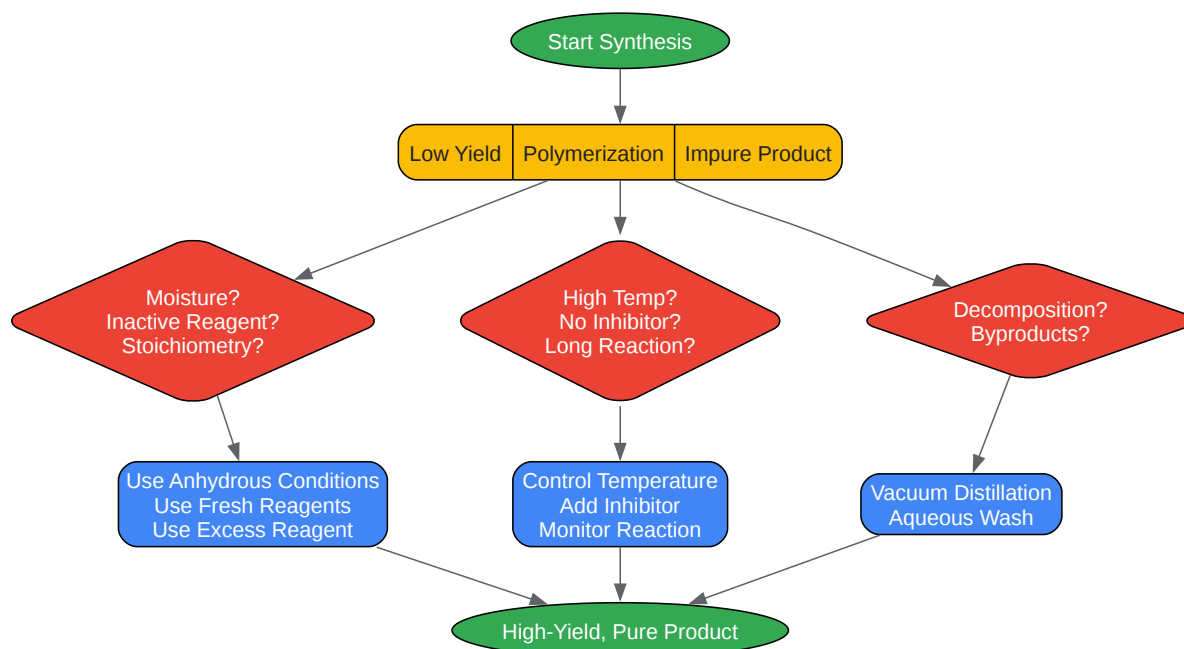 Start Synthesis
Low Yield
Polymerization
Impure Product
Moisture?
Inactive Reagent?
Stoichiometry?
High Temp?
No Inhibitor?
Long Reaction?
Decomposition?
Byproducts?
Use Anhydrous Conditions
Use Fresh Reagents
Use Excess Reagent
Control Temperature
Add Inhibitor
Monitor Reaction
Vacuum Distillation
Aqueous Wash
High-Yield, Pure Product